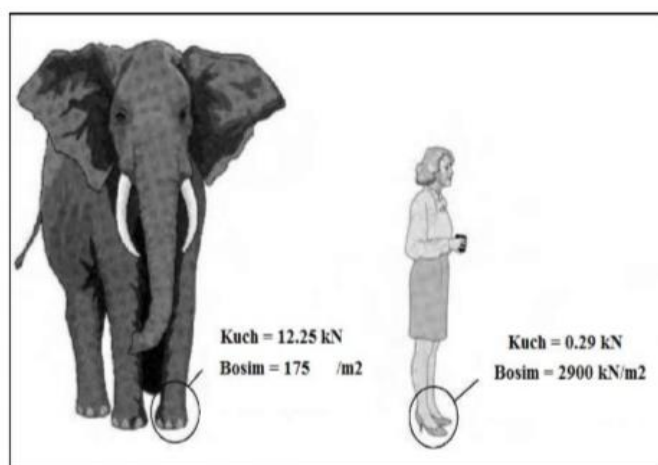 Kuch = 12.25 kN
Bosim = 175 /m2
Kuch = 0.29 kN
Bosim = 2900 kN/m2